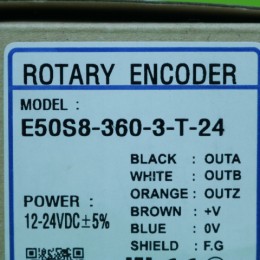 ROTARY ENCODER
MODEL :
E50S8-360-3-T-24
BLACK : OUTA
WHITE : OUTB
ORANGE : OUTZ
POWER :
BROWN : +V
12-24VDC±5%
BLUE : 0V
SHIELD : F.G